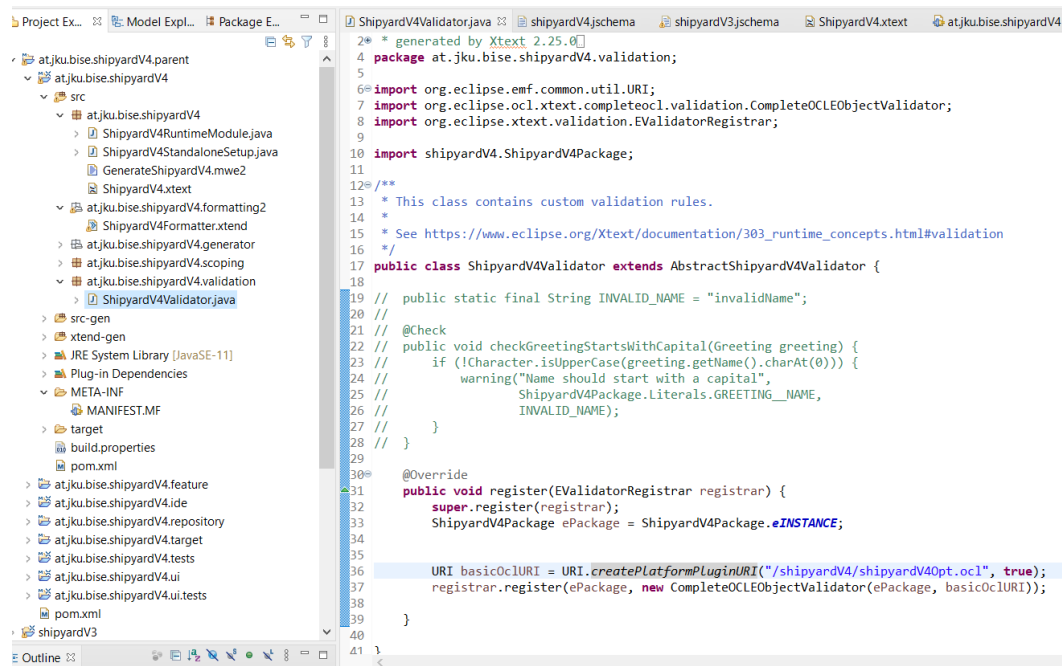 Project Ex...
Model Expl...
Package E...
at.jku.bise.shipyardV4.parent
at.jku.bise.shipyardV4
src
at.jku.bise.shipyardV4
ShipyardV4RuntimeModule.java
ShipyardV4StandaloneSetup.java
GenerateShipyardV4.mwe2
ShipyardV4.xtext
at.jku.bise.shipyardV4.formatting2
ShipyardV4Formatter.xtend
at.jku.bise.shipyardV4.generator
at.jku.bise.shipyardV4.scoping
at.jku.bise.shipyardV4.validation
ShipyardV4Validator.java
src-gen
xtend-gen
JRE System Library [JavaSE-11]
Plug-in Dependencies
META-INF
MANIFEST.MF
target
build.properties
pom.xml
at.jku.bise.shipyardV4.feature
at.jku.bise.shipyardV4.ide
at.jku.bise.shipyardV4.repository
at.jku.bise.shipyardV4.target
at.jku.bise.shipyardV4.tests
at.jku.bise.shipyardV4.ui
at.jku.bise.shipyardV4.ui.tests
pom.xml
shipyardV3
Outline
ShipyardV4Validator.java
shipyardV4.jschema
shipyardV3.jschema
ShipyardV4.xtext
at.jku.bise.shipyardV4
2 * generated by Xtext 2.25.0
4 package at.jku.bise.shipyardV4.validation;
5
6 import org.eclipse.emf.common.util.URI;
7 import org.eclipse.ocl.xtext.completeocl.validation.CompleteOCLEObjectValidator;
8 import org.eclipse.xtext.validation.EValidatorRegistrar;
9
10 import shipyardV4.ShipyardV4Package;
11
12 /**
13 * This class contains custom validation rules.
14 *
15 * See https://www.eclipse.org/Xtext/documentation/303_runtime_concepts.html#validation
16 */
17 public class ShipyardV4Validator extends AbstractShipyardV4Validator {
18
19 // public static final String INVALID_NAME = "invalidName";
20 //
21 // @Check
22 // public void checkGreetingStartsWithCapital(Greeting greeting) {
23 // if (!Character.isUpperCase(greeting.getName().charAt(0))) {
24 // warning("Name should start with a capital",
25 // ShipyardV4Package.Literals.GREETING__NAME,
26 // INVALID_NAME);
27 // }
28 // }
29
30 @Override
31 public void register(EValidatorRegistrar registrar) {
32 super.register(registrar);
33 ShipyardV4Package ePackage = ShipyardV4Package.eINSTANCE;
34
35
36 URI basicOclURI = URI.createPlatformPluginURI("/shipyardV4/shipyardV4Opt.ocl", true);
37 registrar.register(ePackage, new CompleteOCLEObjectValidator(ePackage, basicOclURI));
38
39 }
40
41 }